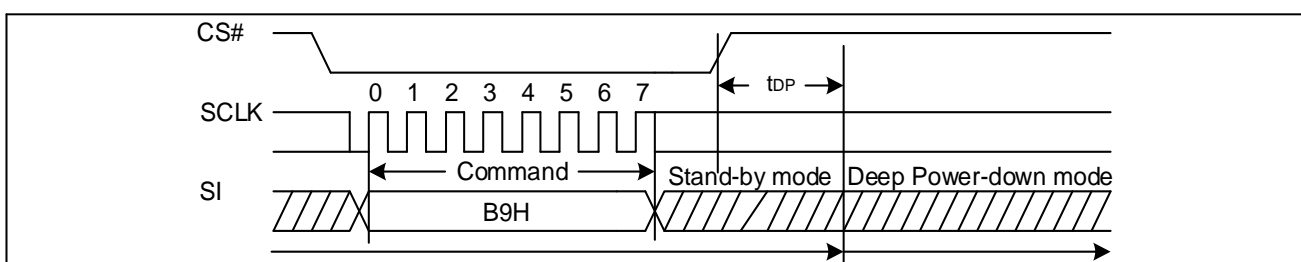 CS#
tDP
0 1 2 3 4 5 6 7
SCLK
Command
Stand-by mode Deep Power-down mode
SI
B9H